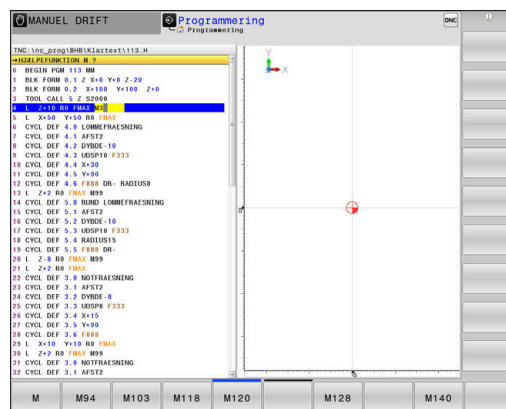 MANUEL DRIFT
Programmering
Programmering
DNC
TNC:\nc_prog\BHB\Klartext\113.H
→HJÆLPEFUNKTION M ?
0 BEGIN PGM 113 MM
1 BLK FORM 0.1 Z X+0 Y+0 Z-20
2 BLK FORM 0.2 X+100 Y+100 Z+0
3 TOOL CALL 5 Z S2000
4 L Z+10 R0 FMAX M3
5 L X+50 Y+50 R0 FMAX
6 CYCL DEF 4.0 LOMMEFRAESNING
7 CYCL DEF 4.1 AFST2
8 CYCL DEF 4.2 DYBDE-10
9 CYCL DEF 4.3 UDSP10 F333
10 CYCL DEF 4.4 X+30
11 CYCL DEF 4.5 Y+90
12 CYCL DEF 4.6 F888 DR- RADIUS8
13 L Z+2 R0 FMAX M99
14 CYCL DEF 5.0 RUND LOMMEFRAESNING
15 CYCL DEF 5.1 AFST2
16 CYCL DEF 5.2 DYBDE-10
17 CYCL DEF 5.3 UDSP10 F333
18 CYCL DEF 5.4 RADIUS15
19 CYCL DEF 5.5 F888 DR-
20 L Z-8 R0 FMAX M99
21 L Z+2 R0 FMAX
22 CYCL DEF 3.0 NOTFRAESNING
23 CYCL DEF 3.1 AFST2
24 CYCL DEF 3.2 DYBDE-8
25 CYCL DEF 3.3 UDSP8 F333
26 CYCL DEF 3.4 X+15
27 CYCL DEF 3.5 Y+90
28 CYCL DEF 3.6 F888
29 L X+10 Y+10 R0 FMAX
30 L Z+2 R0 FMAX M99
31 CYCL DEF 3.0 NOTFRAESNING
32 CYCL DEF 3.1 AFST2
Y
X
0
0
M M94 M103 M118 M120 M128 M140